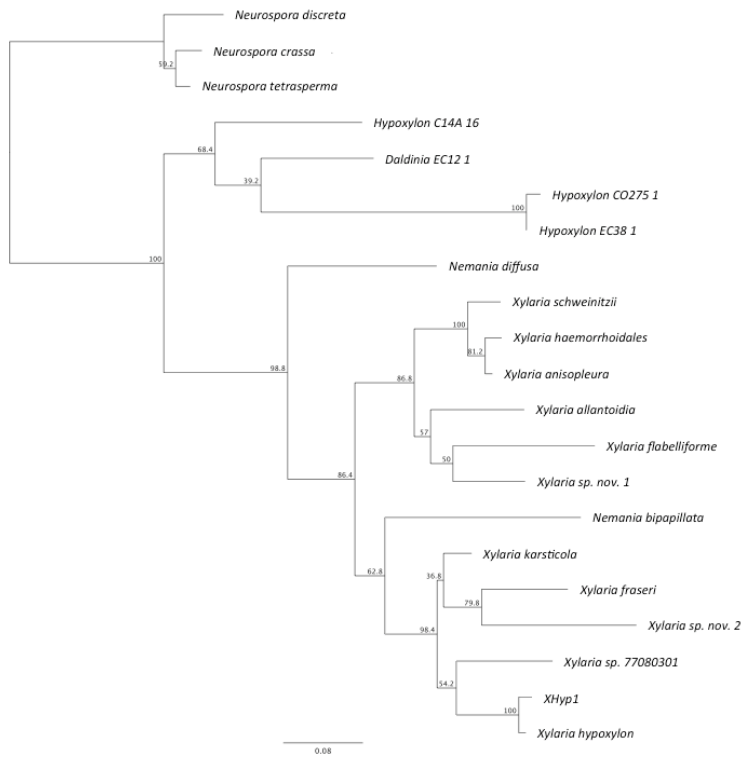 Neurospora discreta
Neurospora crassa
59.2
Neurospora tetrasperma
Hypoxylon C14A 16
68.4
Daldinia EC12 1
39.2
Hypoxylon CO275 1
100
Hypoxylon EC38 1
100
Nemania diffusa
Xylaria schweinitzii
100
Xylaria haemorrhoidales
81.2
98.8
Xylaria anisopleura
86.8
Xylaria allantoidia
57
Xylaria flabelliforme
50
86.4
Xylaria sp. nov. 1
Nemania bipapillata
Xylaria karsticola
62.8
36.8
Xylaria fraseri
79.8
Xylaria sp. nov. 2
98.4
Xylaria sp. 77080301
54.2
XHyp1
100
Xylaria hypoxylon
0.08